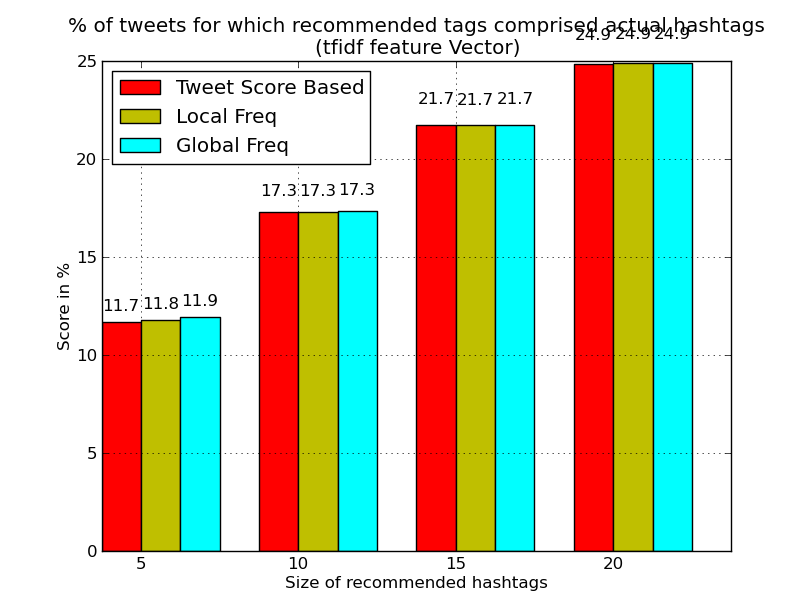 % of tweets for which recommended tags comprised actual hashtags
(tfidf feature Vector)
24.9 24.9 24.9
25
Tweet Score Based
Local Freq
Global Freq
21.7 21.7 21.7
20
17.3 17.3 17.3
15
11.7 11.8 11.9
10
5
0
Score in %
5 10 15 20
Size of recommended hashtags